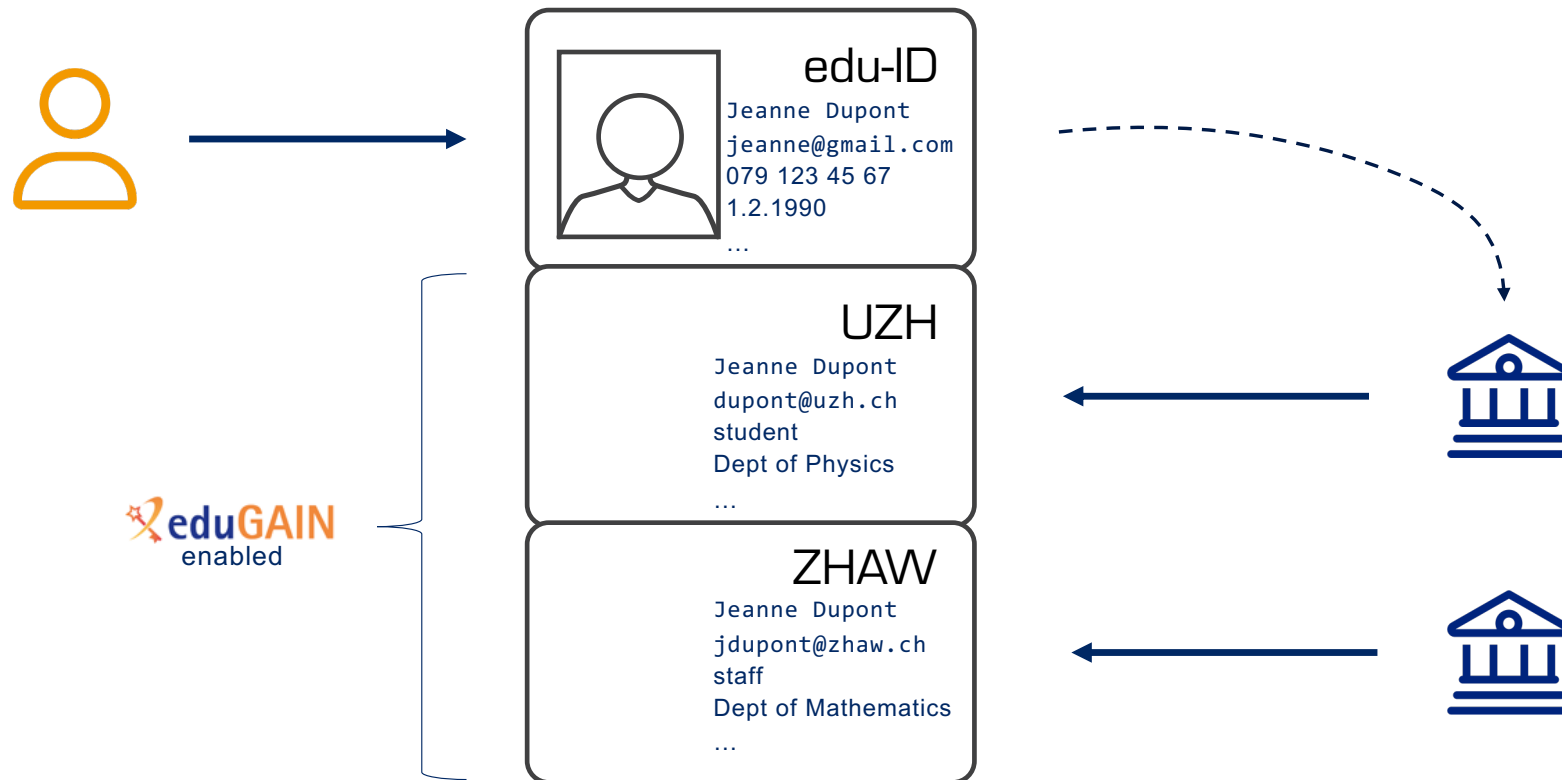 edu-ID
Jeanne Dupont
jeanne@gmail.com
079 123 45 67
1.2.1990
...
UZH
Jeanne Dupont
dupont@uzh.ch
student
Dept of Physics
...
eduGAIN
enabled
ZHAW
Jeanne Dupont
jdupont@zhaw.ch
staff
Dept of Mathematics
...